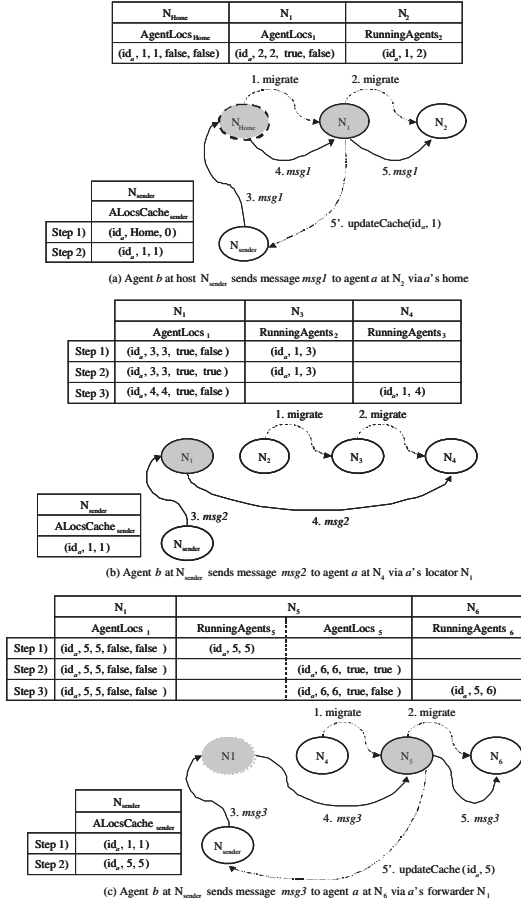 N_Home N_1 N_2
AgentLocs_Home AgentLocs_1 RunningAgents_2
(id_a, 1, 1, false, false) (id_a, 2, 2, true, false) (id_a, 1, 2)
1. migrate 2. migrate
N_Home N_1 N_2
4. msg1 5. msg1
3. msg1
5'. updateCache(id_a, 1)
N_sender
ALocsCache_sender
Step 1) (id_a, Home, 0)
Step 2) (id_a, 1, 1)
N_sender
(a) Agent b at host N_sender sends message msg1 to agent a at N_2 via a's home
N_1 N_3 N_4
AgentLocs_1 RunningAgents_2 RunningAgents_3
Step 1) (id_a, 3, 3, true, false) (id_a, 1, 3)
Step 2) (id_a, 3, 3, true, true) (id_a, 1, 3)
Step 3) (id_a, 4, 4, true, false) (id_a, 1, 4)
1. migrate 2. migrate
N_1 N_2 N_3 N_4
3. msg2 4. msg2
N_sender
ALocsCache_sender
(id_a, 1, 1)
N_sender
(b) Agent b at N_sender sends message msg2 to agent a at N_4 via a's locator N_1
N_1 N_5 N_6
AgentLocs_1 RunningAgents_5 AgentLocs_5 RunningAgents_6
Step 1) (id_a, 5, 5, false, false) (id_a, 5, 5)
Step 2) (id_a, 5, 5, false, false) (id_a, 6, 6, true, true)
Step 3) (id_a, 5, 5, false, false) (id_a, 6, 6, true, false) (id_a, 5, 6)
1. migrate 2. migrate
N1 N_4 N_5 N_6
3. msg3 4. msg3 5. msg3
N_sender
ALocsCache_sender
Step 1) (id_a, 1, 1)
Step 2) (id_a, 5, 5)
N_sender
5'. updateCache (id_a, 5)
(c) Agent b at N_sender sends message msg3 to agent a at N_6 via a's forwarder N_1